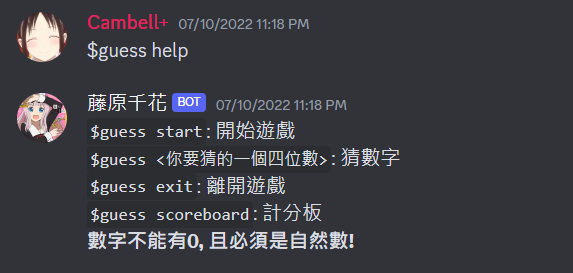 Cambell+ 07/10/2022 11:18 PM
$guess help
藤原千花 BOT 07/10/2022 11:18 PM
$guess start: 開始遊戲
$guess <你要猜的一個四位數>: 猜數字
$guess exit: 離開遊戲
$guess scoreboard: 計分板
數字不能有0, 且必須是自然數!